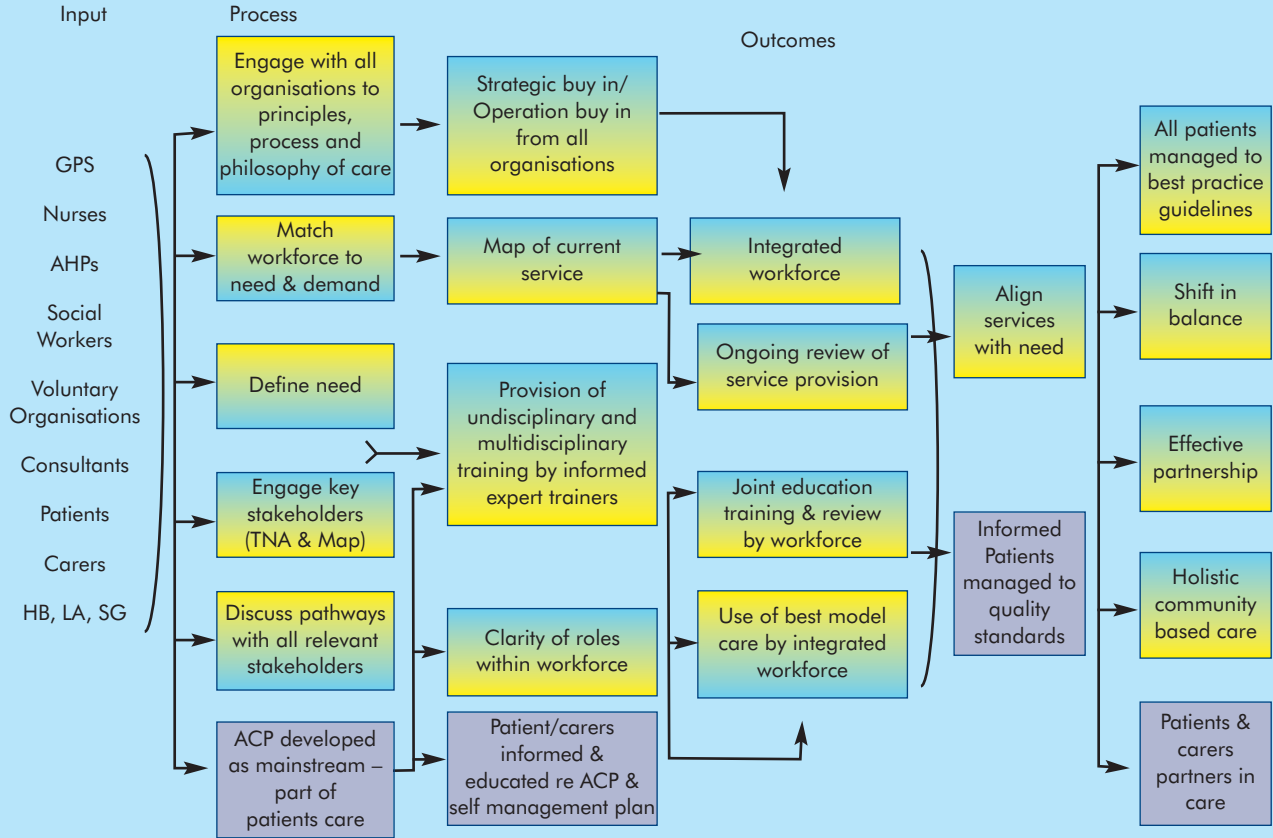 Input
Process
Outcomes
GPS
Nurses
AHPs
Social
Workers
Voluntary
Organisations
Consultants
Patients
Carers
HB, LA, SG
Engage with all
organisations to
principles,
process and
philosophy of care
Match
workforce to
need & demand
Define need
Engage key
stakeholders
(TNA & Map)
Discuss pathways
with all relevant
stakeholders
ACP developed
as mainstream –
part of
patients care
Strategic buy in/
Operation buy in
from all
organisations
Map of current
service
Provision of
undisciplinary and
multidisciplinary
training by informed
expert trainers
Clarity of roles
within workforce
Patient/carers
informed &
educated re ACP &
self management plan
Integrated
workforce
Ongoing review of
service provision
Joint education
training & review
by workforce
Use of best model
care by integrated
workforce
Align
services
with need
Informed
Patients
managed to
quality
standards
All patients
managed to
best practice
guidelines
Shift in
balance
Effective
partnership
Holistic
community
based care
Patients &
carers
partners in
care